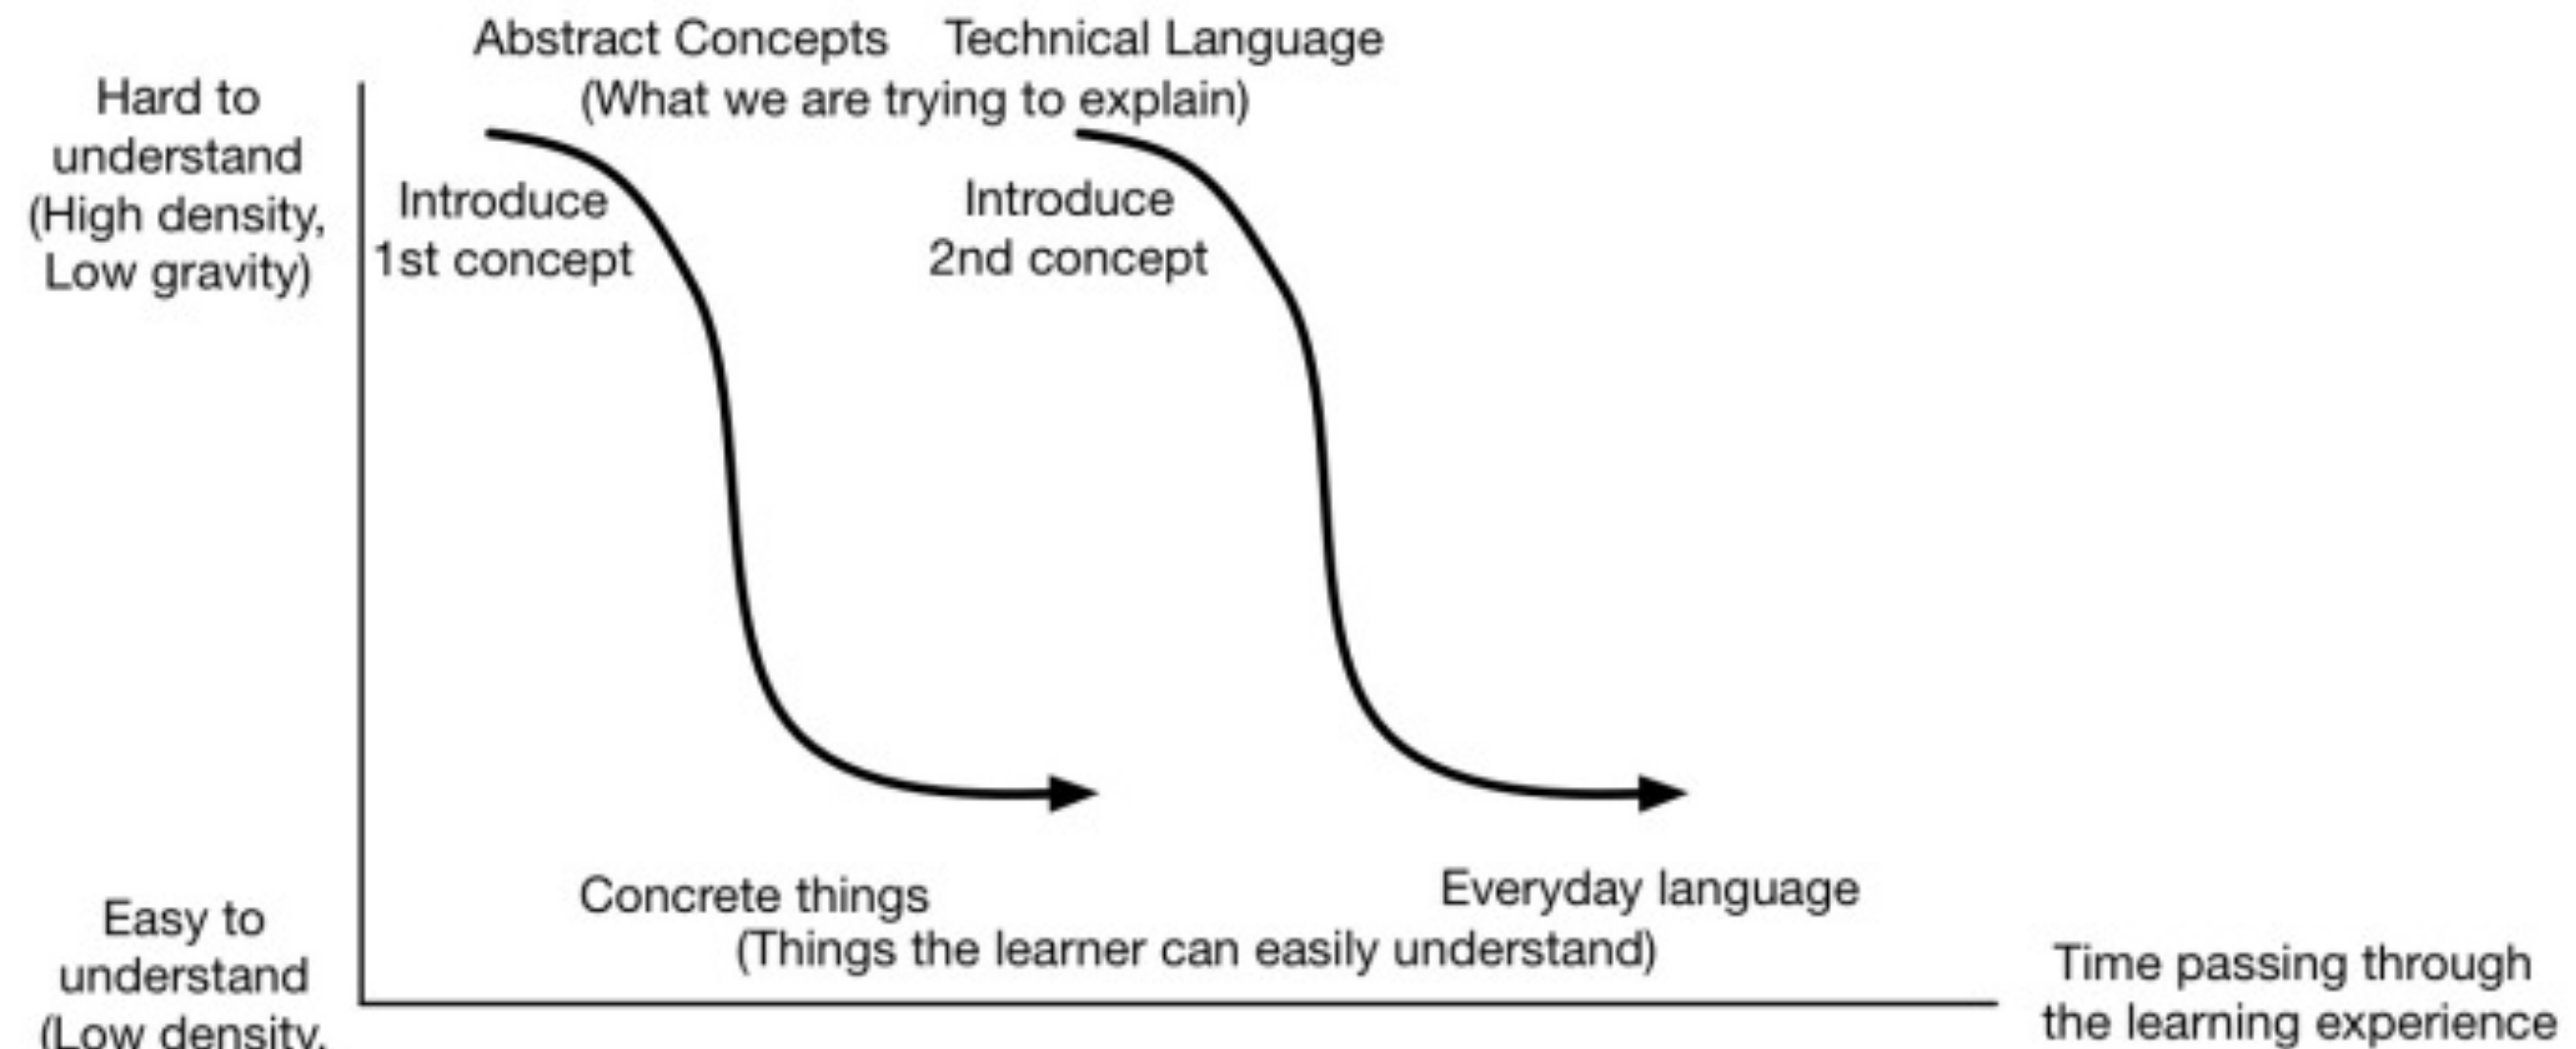 Abstract Concepts Technical Language
(What we are trying to explain)
Hard to
understand
(High density,
Low gravity)
Introduce
1st concept
Introduce
2nd concept
Concrete things
Everyday language
(Things the learner can easily understand)
Easy to
understand
(Low density,
Time passing through
the learning experience